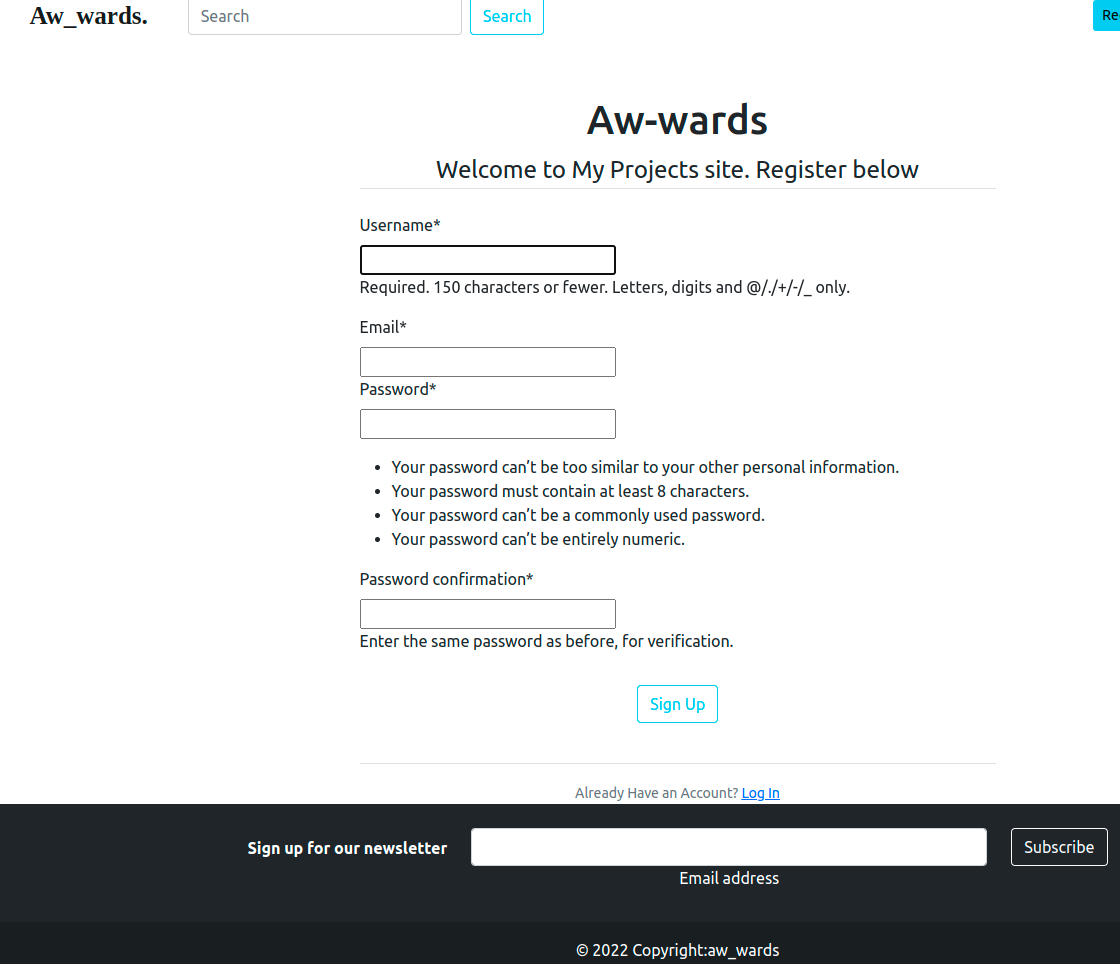 Aw_wards. Search Search Re
Aw-wards
Welcome to My Projects site. Register below
Username*
Required. 150 characters or fewer. Letters, digits and @/./+/-/_ only.
Email*
Password*
• Your password can’t be too similar to your other personal information.
• Your password must contain at least 8 characters.
• Your password can’t be a commonly used password.
• Your password can’t be entirely numeric.
Password confirmation*
Enter the same password as before, for verification.
Sign Up
Already Have an Account? Log In
Sign up for our newsletter Subscribe
Email address
© 2022 Copyright:aw_wards